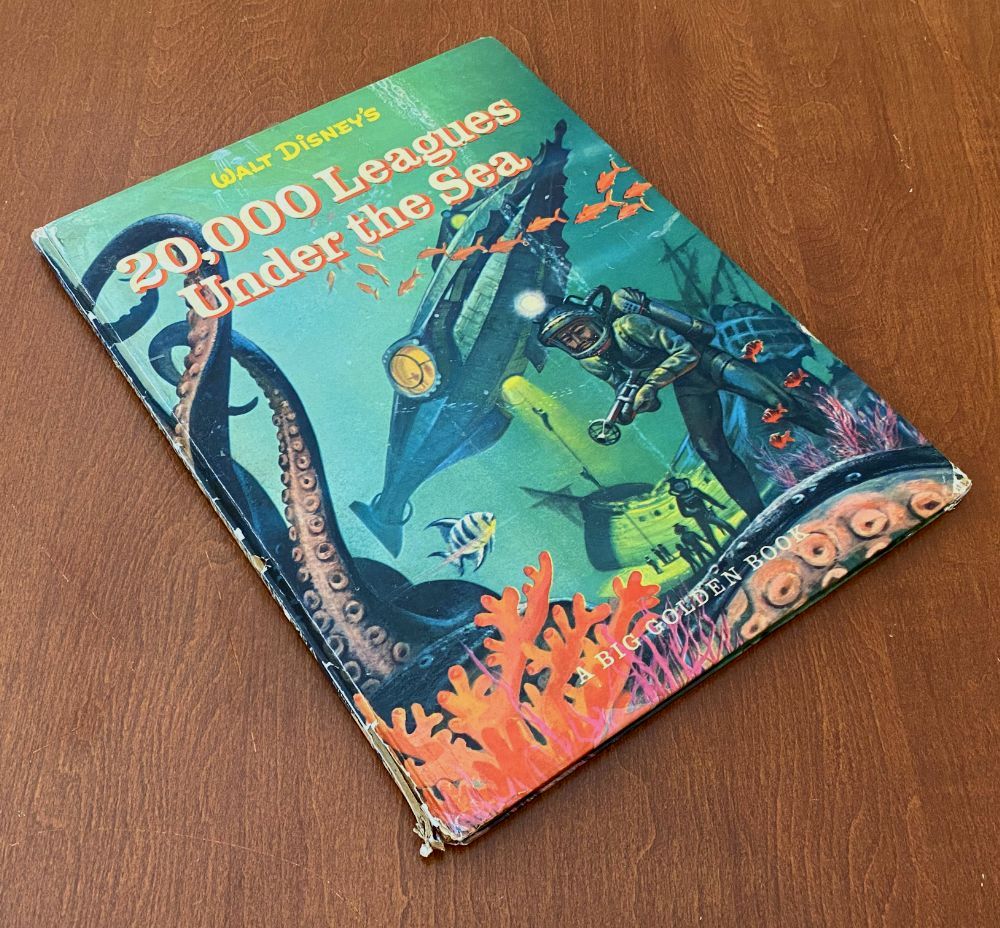 WALT DISNEY'S
20,000 Leagues
Under the Sea
A BIG GOLDEN BOOK